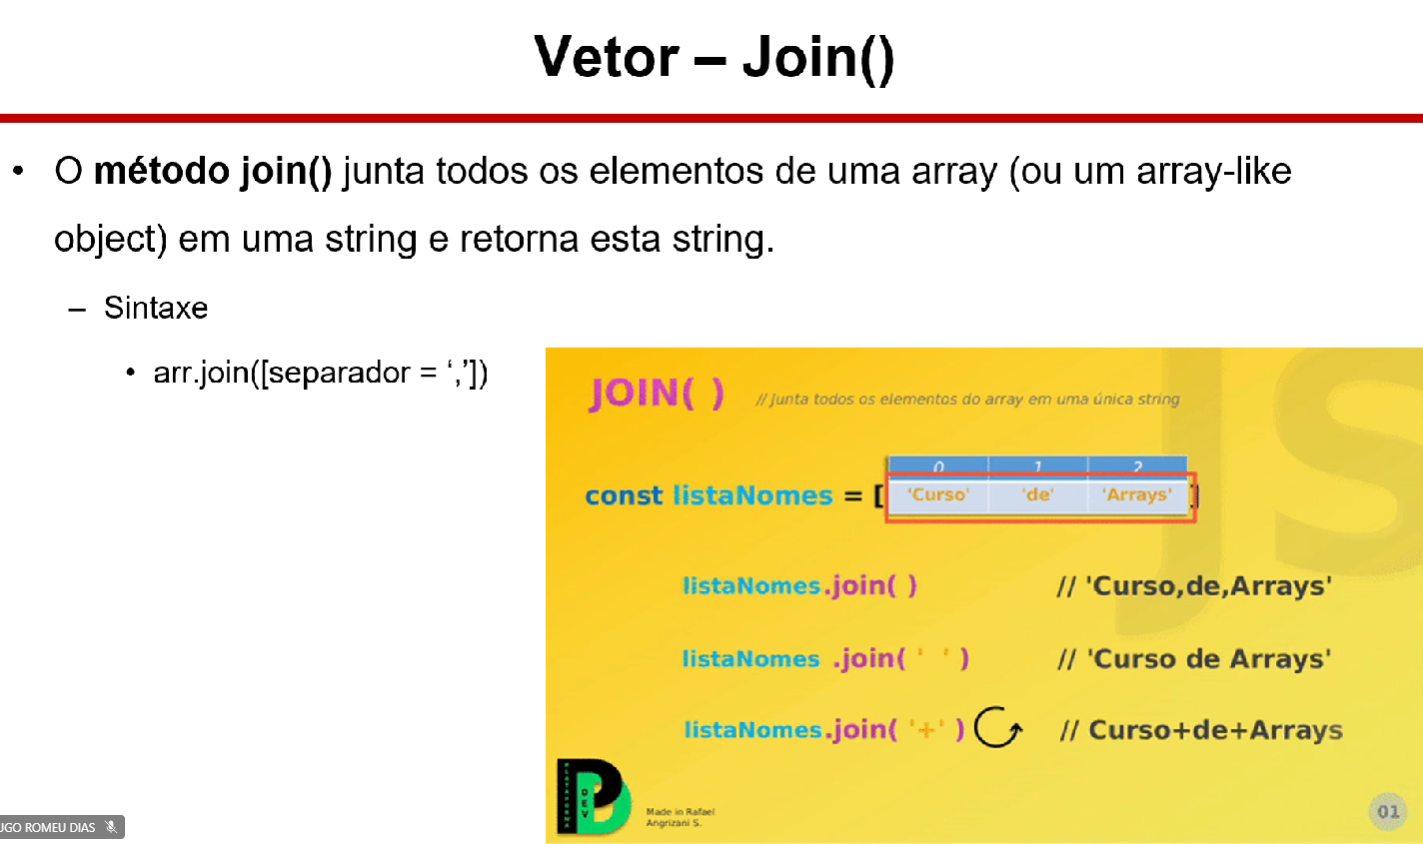 Vetor – Join()
• O método join() junta todos os elementos de uma array (ou um array-like
object) em uma string e retorna esta string.
– Sintaxe
• arr.join([separador = ‘,’])
JOIN( ) // Junta todos os elementos do array em uma única string
0 1 2
const listaNomes = [ 'Curso' 'de' 'Arrays' ]
listaNomes.join( ) // 'Curso,de,Arrays'
listaNomes .join( ' ' ) // 'Curso de Arrays'
listaNomes.join( '+' ) // Curso+de+Arrays
PLATAFORMA
DEV
Made in Rafael
Angrizani S.
01
JS
UGO ROMEU DIAS